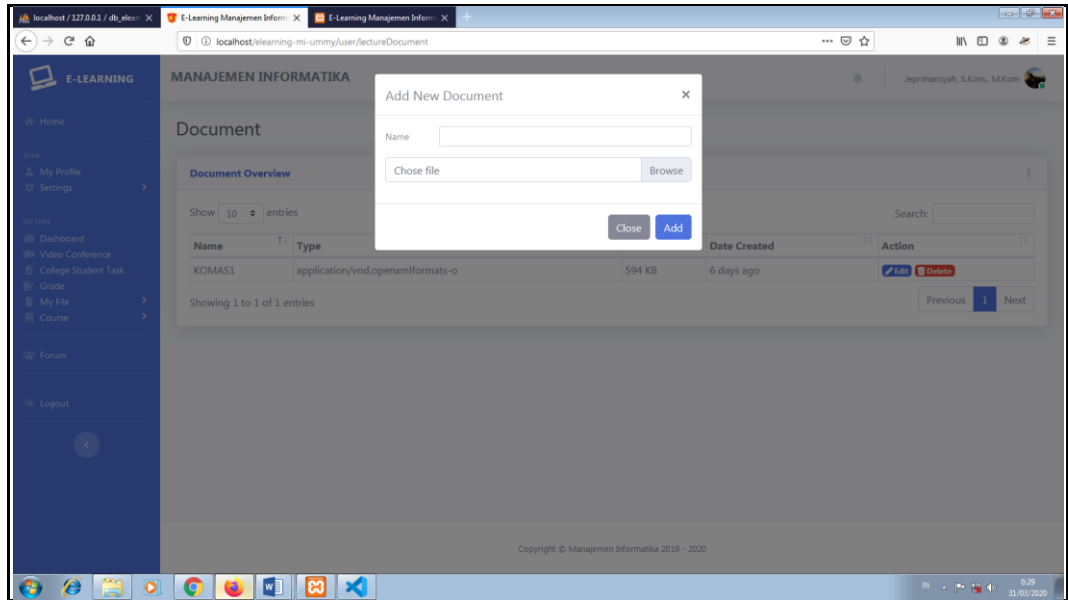 localhost / 127.0.0.1 / db_elear
E-Learning Manajemen Inform
E-Learning Manajemen Inform
localhost/elearning-mi-ummy/user/lectureDocument
E-LEARNING
MANAJEMEN INFORMATIKA
Jeprimansyah, S.Kom., M.Kom
Home
USER
My Profile
Settings
LECTURE
Dashboard
Video Conference
College Student Task
Grade
My File
Course
Forum
Logout
Document
Document Overview
Show 10 entries
Search:
Name Type Date Created Action
KOMAS1 application/vnd.openxmlformats-o 594 KB 6 days ago Edit Delete
Showing 1 to 1 of 1 entries
Previous 1 Next
Add New Document
Name
Chose file Browse
Close Add
Copyright © Manajemen Informatika 2019 - 2020
IN
0:29
31/03/2020